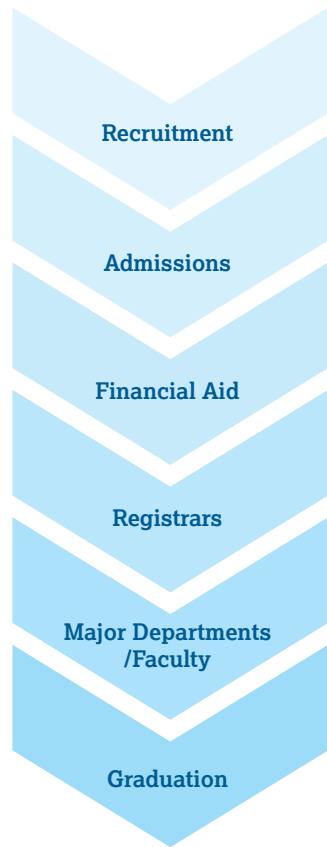 Recruitment
Admissions
Financial Aid
Registrars
Major Departments
/Faculty
Graduation